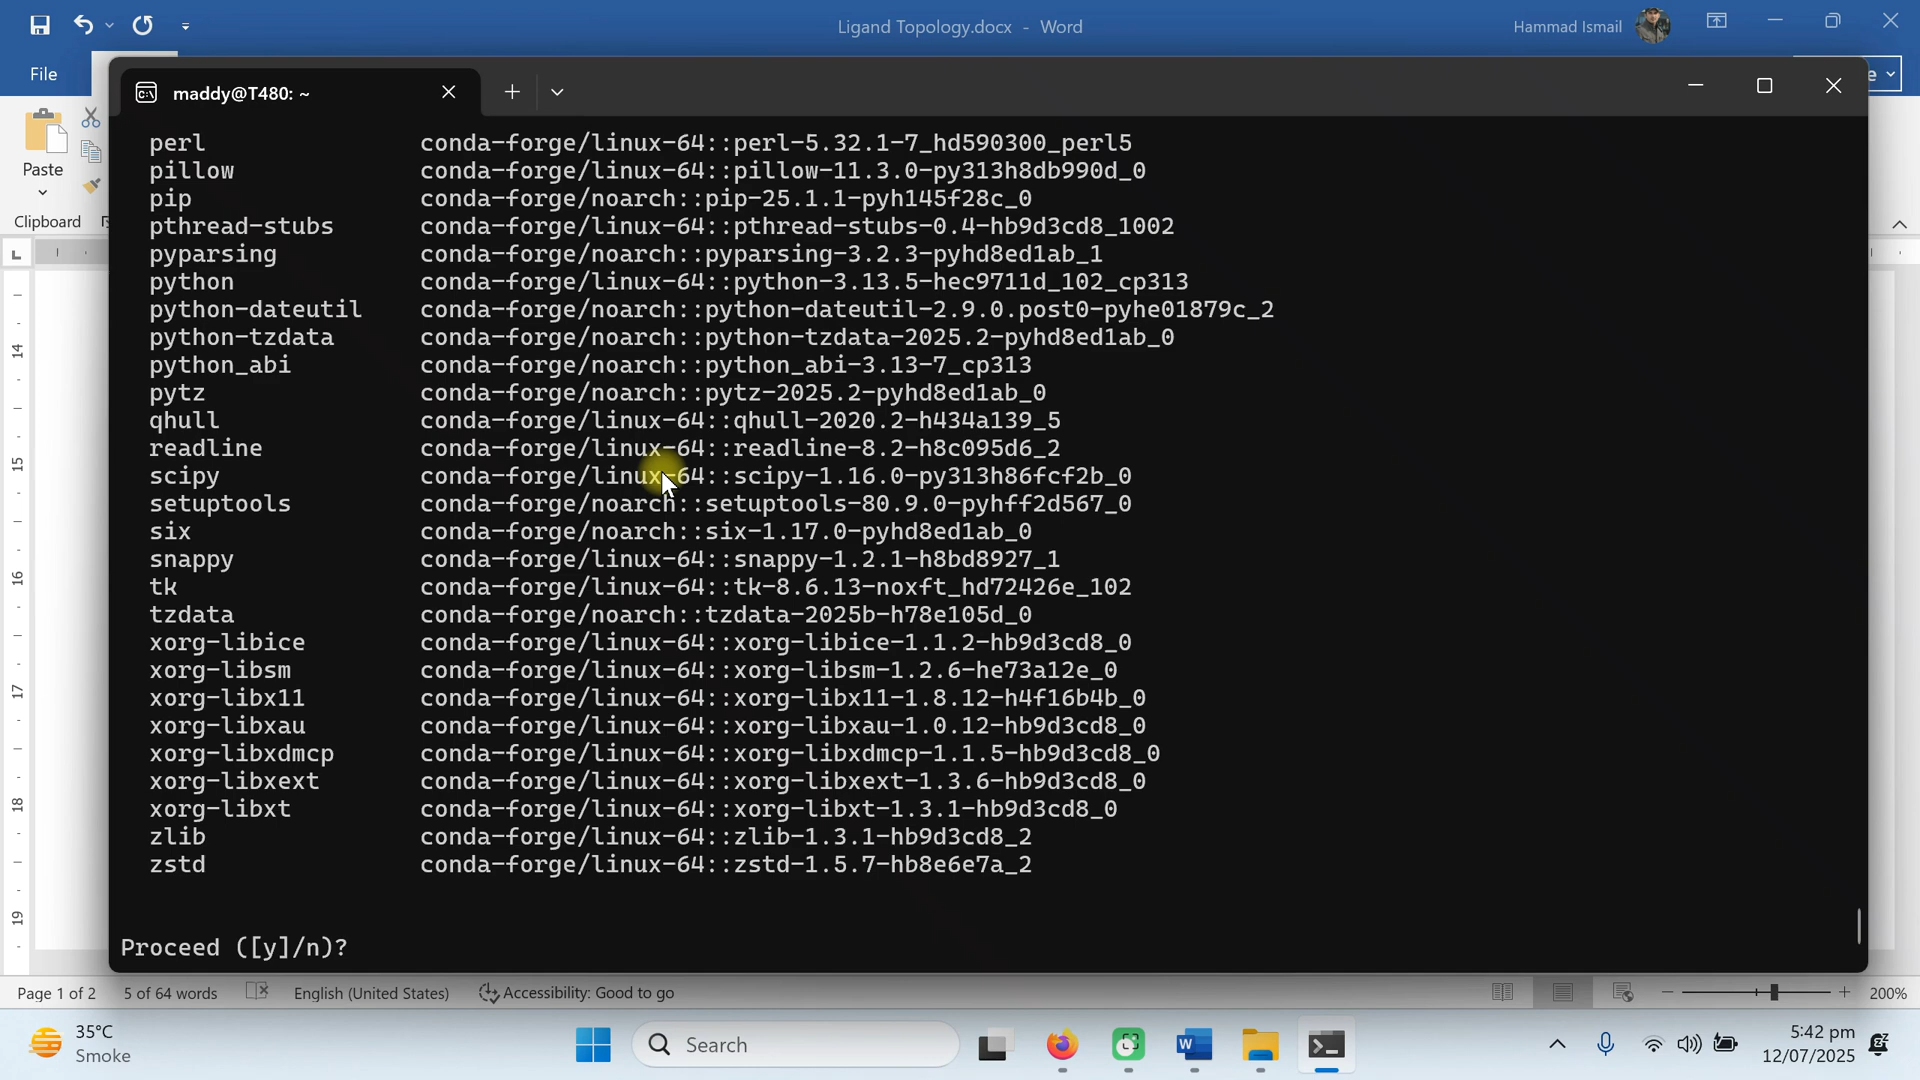 Ligand Topology.docx - Word
Hammad Ismail
File
maddy@T480: ~
Paste
Clipboard
perl conda-forge/linux-64::perl-5.32.1-7_hd590300_perl5
pillow conda-forge/linux-64::pillow-11.3.0-py313h8db990d_0
pip conda-forge/noarch::pip-25.1.1-pyh145f28c_0
pthread-stubs conda-forge/linux-64::pthread-stubs-0.4-hb9d3cd8_1002
pyparsing conda-forge/noarch::pyparsing-3.2.3-pyhd8ed1ab_1
python conda-forge/linux-64::python-3.13.5-hec9711d_102_cp313
python-dateutil conda-forge/noarch::python-dateutil-2.9.0.post0-pyhe01879c_2
python-tzdata conda-forge/noarch::python-tzdata-2025.2-pyhd8ed1ab_0
python_abi conda-forge/noarch::python_abi-3.13-7_cp313
pytz conda-forge/noarch::pytz-2025.2-pyhd8ed1ab_0
qhull conda-forge/linux-64::qhull-2020.2-h434a139_5
readline conda-forge/linux-64::readline-8.2-h8c095d6_2
scipy conda-forge/linux-64::scipy-1.16.0-py313h86fcf2b_0
setuptools conda-forge/noarch::setuptools-80.9.0-pyhff2d567_0
six conda-forge/noarch::six-1.17.0-pyhd8ed1ab_0
snappy conda-forge/linux-64::snappy-1.2.1-h8bd8927_1
tk conda-forge/linux-64::tk-8.6.13-noxft_hd72426e_102
tzdata conda-forge/noarch::tzdata-2025b-h78e105d_0
xorg-libice conda-forge/linux-64::xorg-libice-1.1.2-hb9d3cd8_0
xorg-libsm conda-forge/linux-64::xorg-libsm-1.2.6-he73a12e_0
xorg-libx11 conda-forge/linux-64::xorg-libx11-1.8.12-h4f16b4b_0
xorg-libxau conda-forge/linux-64::xorg-libxau-1.0.12-hb9d3cd8_0
xorg-libxdmcp conda-forge/linux-64::xorg-libxdmcp-1.1.5-hb9d3cd8_0
xorg-libxext conda-forge/linux-64::xorg-libxext-1.3.6-hb9d3cd8_0
xorg-libxt conda-forge/linux-64::xorg-libxt-1.3.1-hb9d3cd8_0
zlib conda-forge/linux-64::zlib-1.3.1-hb9d3cd8_2
zstd conda-forge/linux-64::zstd-1.5.7-hb8e6e7a_2
Proceed ([y]/n)?
14
15
16
17
18
19
Page 1 of 2 5 of 64 words English (United States) Accessibility: Good to go 200%
35°C
Smoke
Search
5:42 pm
12/07/2025